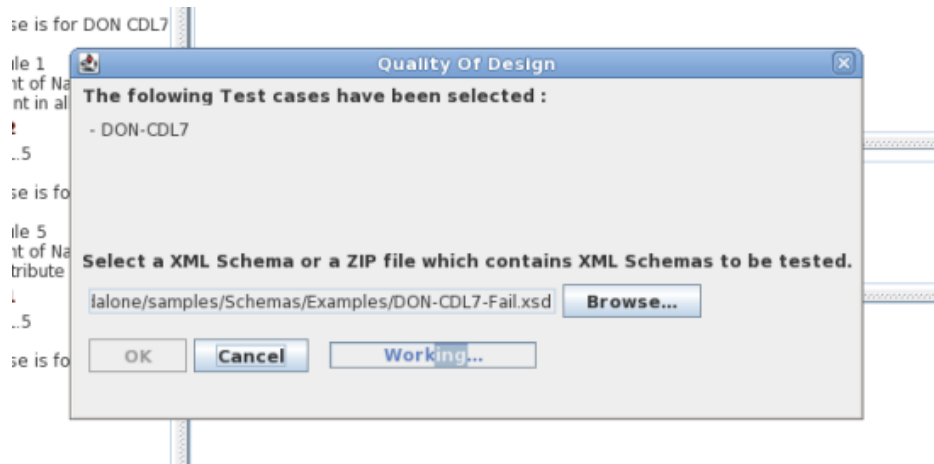 se is for DON CDL7
ule 1
nt of Na
nt in al
2
..5
se is fo
ule 5
nt of Na
tribute
1
..5
se is fo
Quality Of Design
The folowing Test cases have been selected :
- DON-CDL7
Select a XML Schema or a ZIP file which contains XML Schemas to be tested.
dalone/samples/Schemas/Examples/DON-CDL7-Fail.xsd
Browse...
OK
Cancel
Working...